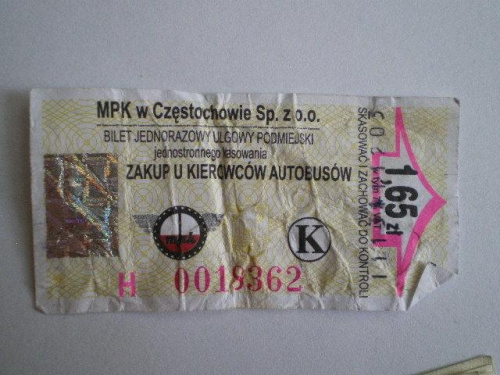 MPK w Częstochowie Sp. z o.o.
BILET JEDNORAZOWY ULGOWY PODMIEJSKI
jednostronnego kasowania
ZAKUP U KIEROWCÓW AUTOBUSÓW
K
H 0018362
1,65 zł
SKASOWAĆ I ZACHOWAĆ DO KONTROLI